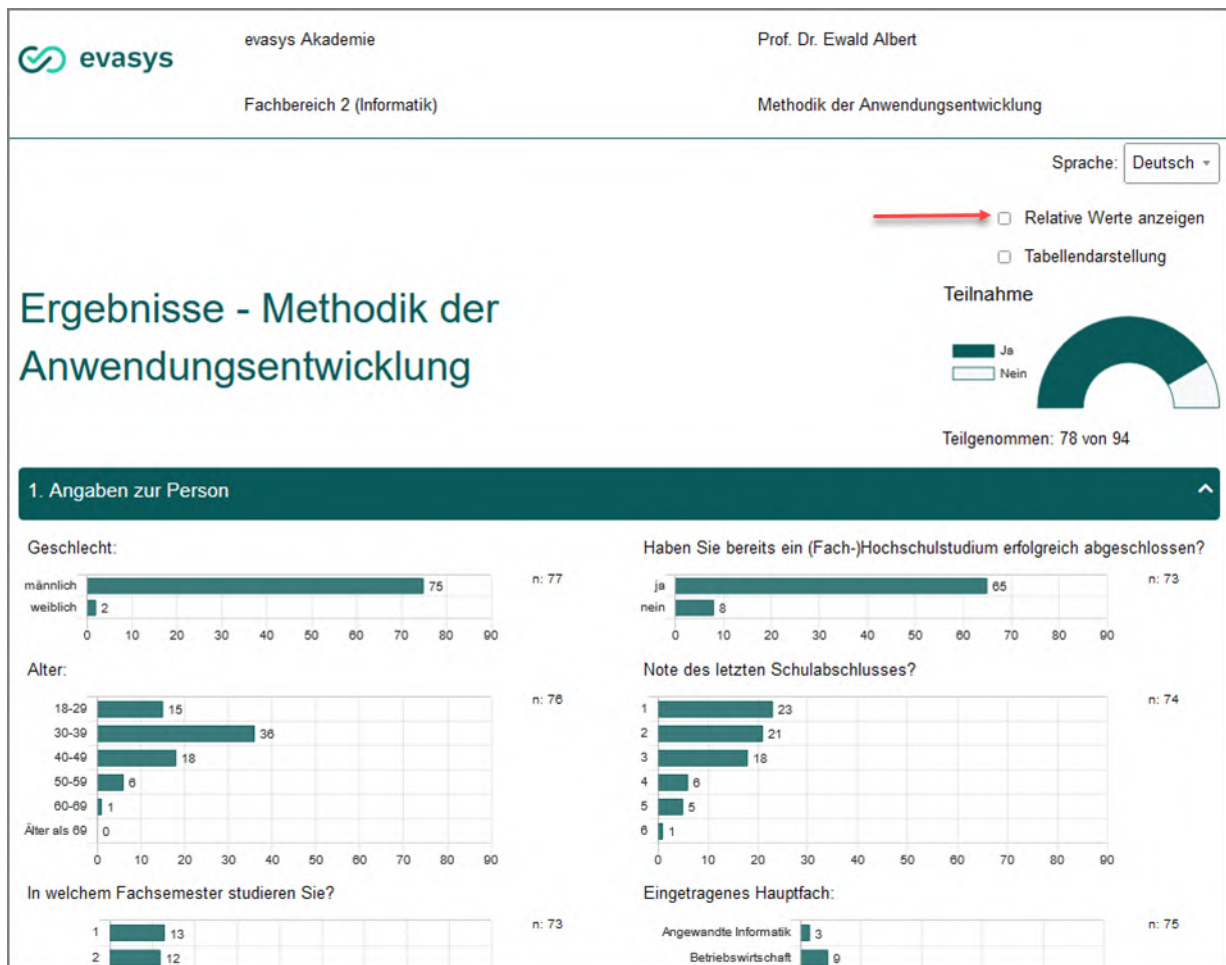 evasys
evasys Akademie
Prof. Dr. Ewald Albert
Fachbereich 2 (Informatik)
Methodik der Anwendungsentwicklung
Sprache: Deutsch
Relative Werte anzeigen
Tabellendarstellung
Ergebnisse - Methodik der
Anwendungsentwicklung
Teilnahme
Ja
Nein
Teilgenommen: 78 von 94
1. Angaben zur Person
Geschlecht:
männlich 75 n: 77
weiblich 2
0 10 20 30 40 50 60 70 80 90
Haben Sie bereits ein (Fach-)Hochschulstudium erfolgreich abgeschlossen?
ja 65 n: 73
nein 8
0 10 20 30 40 50 60 70 80 90
Alter:
18-29 15 n: 76
30-39 36
40-49 18
50-59 6
60-69 1
Älter als 69 0
0 10 20 30 40 50 60 70 80 90
Note des letzten Schulabschlusses?
1 23 n: 74
2 21
3 18
4 6
5 5
6 1
0 10 20 30 40 50 60 70 80 90
In welchem Fachsemester studieren Sie?
1 13 n: 73
2 12
Eingetragenes Hauptfach:
Angewandte Informatik 3 n: 75
Betriebswirtschaft 9